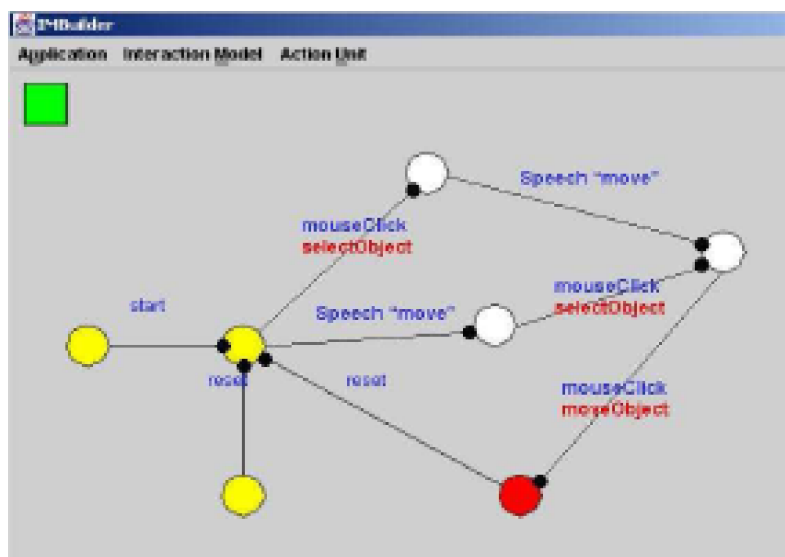 IMBuilder
Application Interaction Model Action Unit
Speech “move”
mouseClick
selectObject
mouseClick
selectObject
start
Speech “move”
reset
reset
mouseClick
moveObject